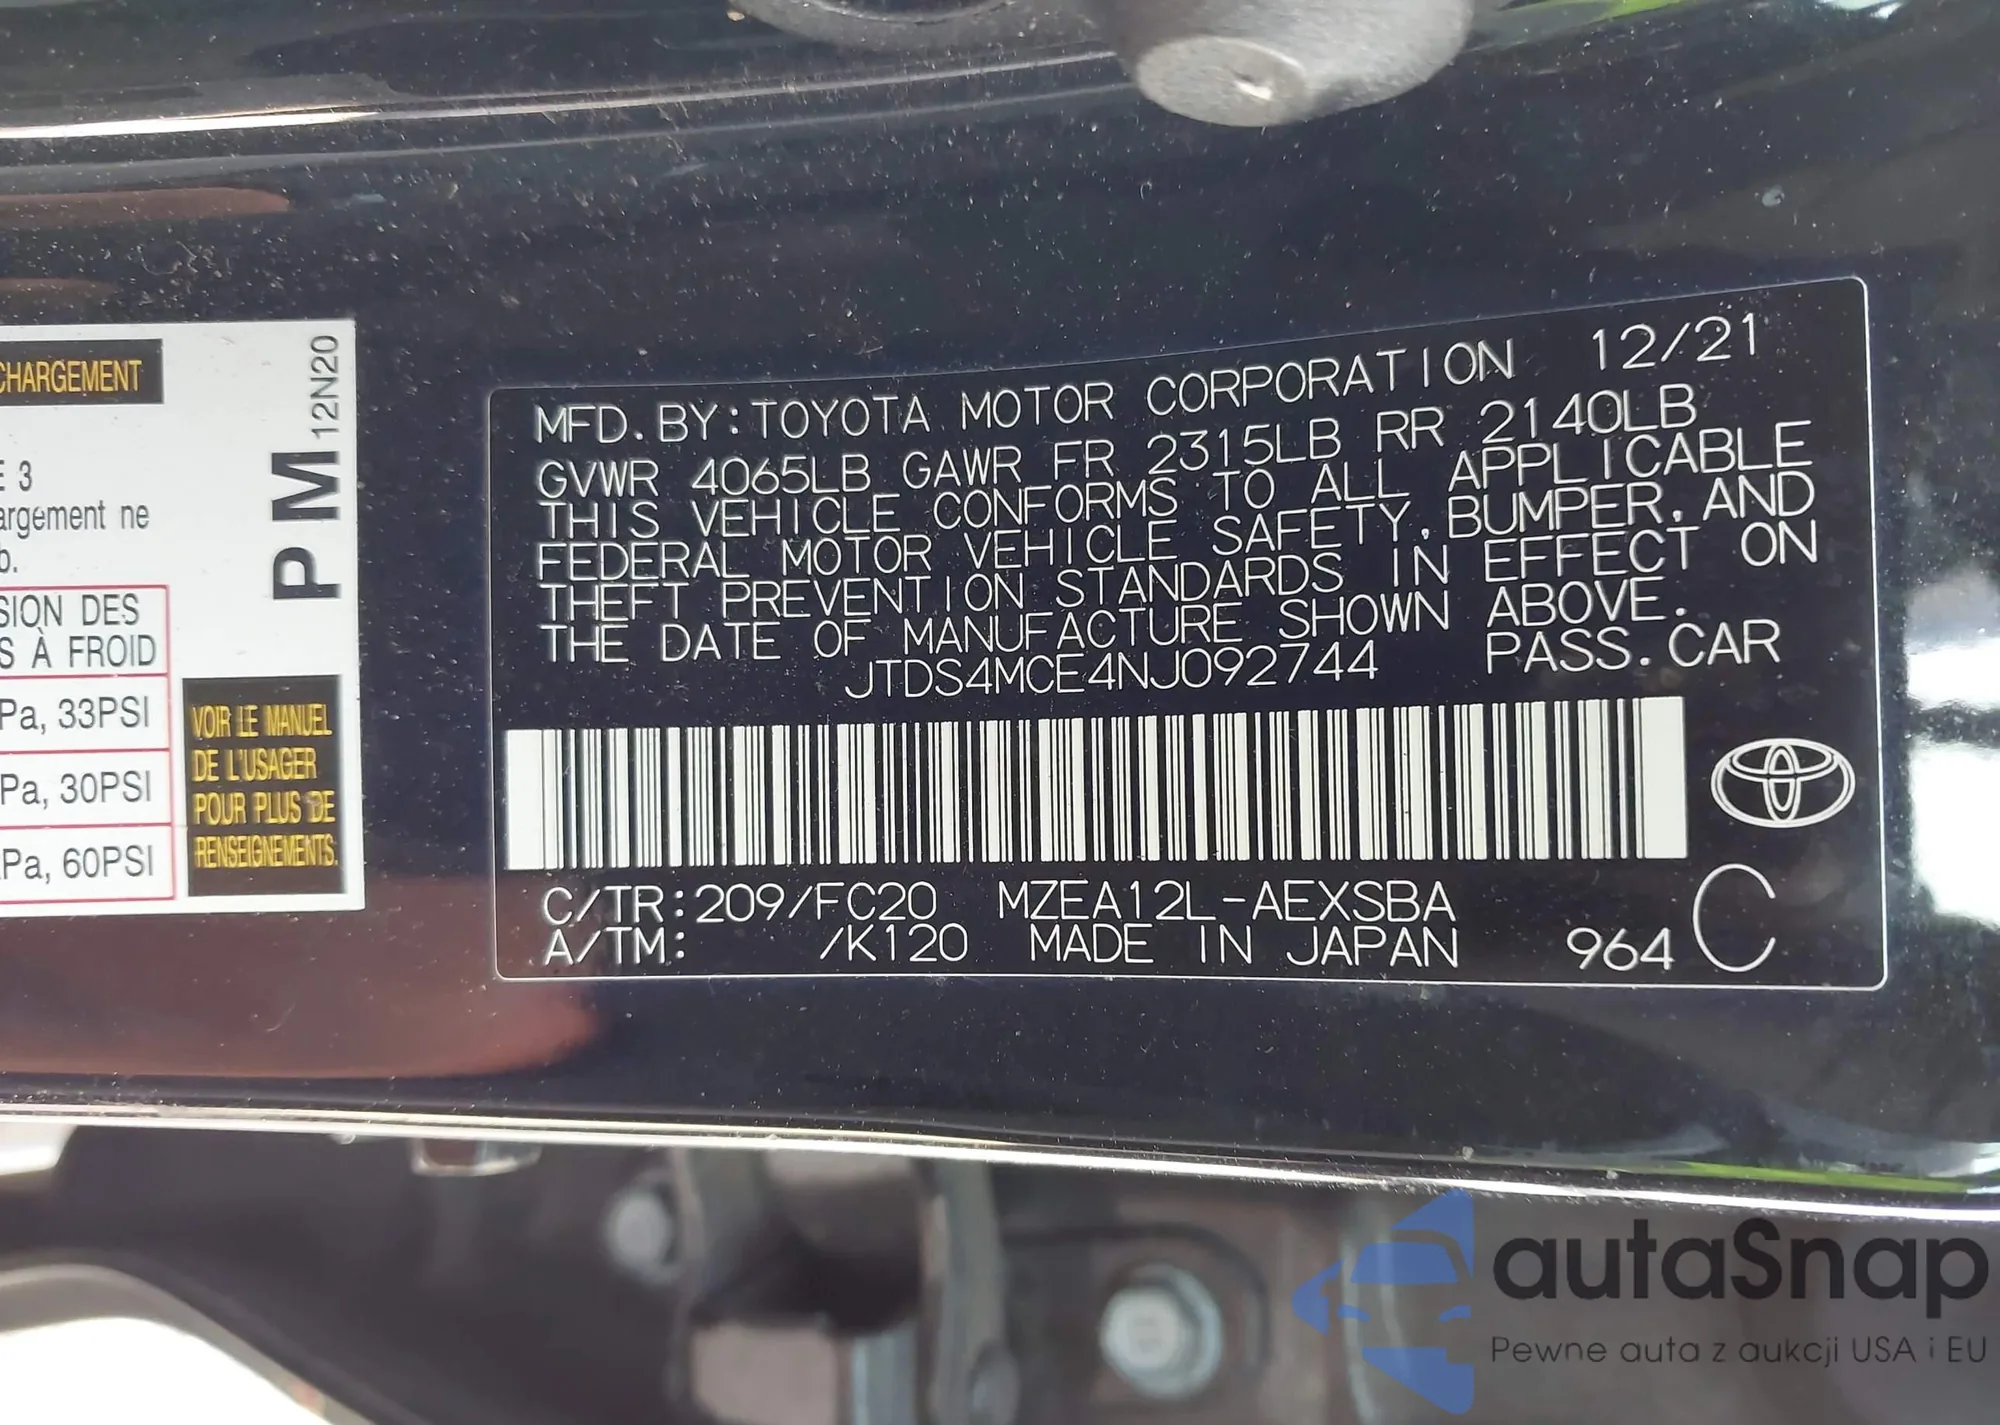 CHARGEMENT
E 3
argement ne
b.
SION DES
S À FROID
Pa, 33PSI
Pa, 30PSI
Pa, 60PSI
PM 12N20
VOIR LE MANUEL
DE L'USAGER
POUR PLUS DE
RENSEIGNEMENTS.
MFD. BY: TOYOTA MOTOR CORPORATION 12/21
GVWR 4065LB GAWR FR 2315LB RR 2140LB
THIS VEHICLE CONFORMS TO ALL APPLICABLE
FEDERAL MOTOR VEHICLE SAFETY, BUMPER, AND
THEFT PREVENTION STANDARDS IN EFFECT ON
THE DATE OF MANUFACTURE SHOWN ABOVE.
JTDS4MCE4NJ092744 PASS. CAR
C/TR: 209/FC20 MZEA12L-AEXSBA
A/TM: /K120 MADE IN JAPAN 964 C
autaSnap
Pewne auta z aukcji USA i EU